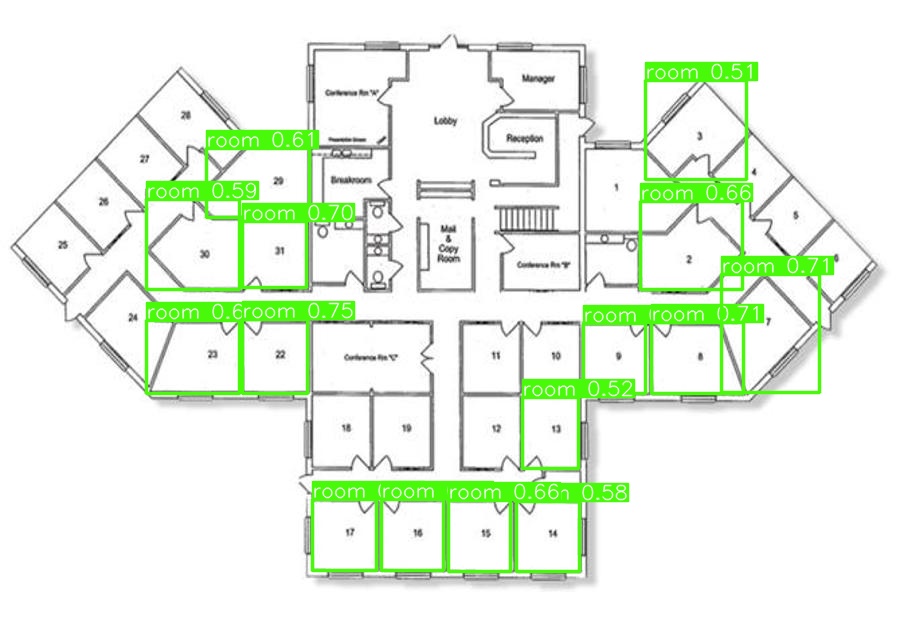 room 0.51
28
Conference Rm "A"
Manager
Lobby
Presentation Screen
Reception
3
room 0.61
27
29
Breakroom
4
room 0.59
26
1
room 0.66
5
room 0.70
25
30
31
Mail
&
Copy
Room
Conference Rm "B"
2
6
room 0.71
24
room 0.6
room 0.75
room
room 0.71
7
23
22
Conference Rm "C"
11
10
9
8
room 0.52
18
19
12
13
room
room
room 0.66
0.58
17
16
15
14